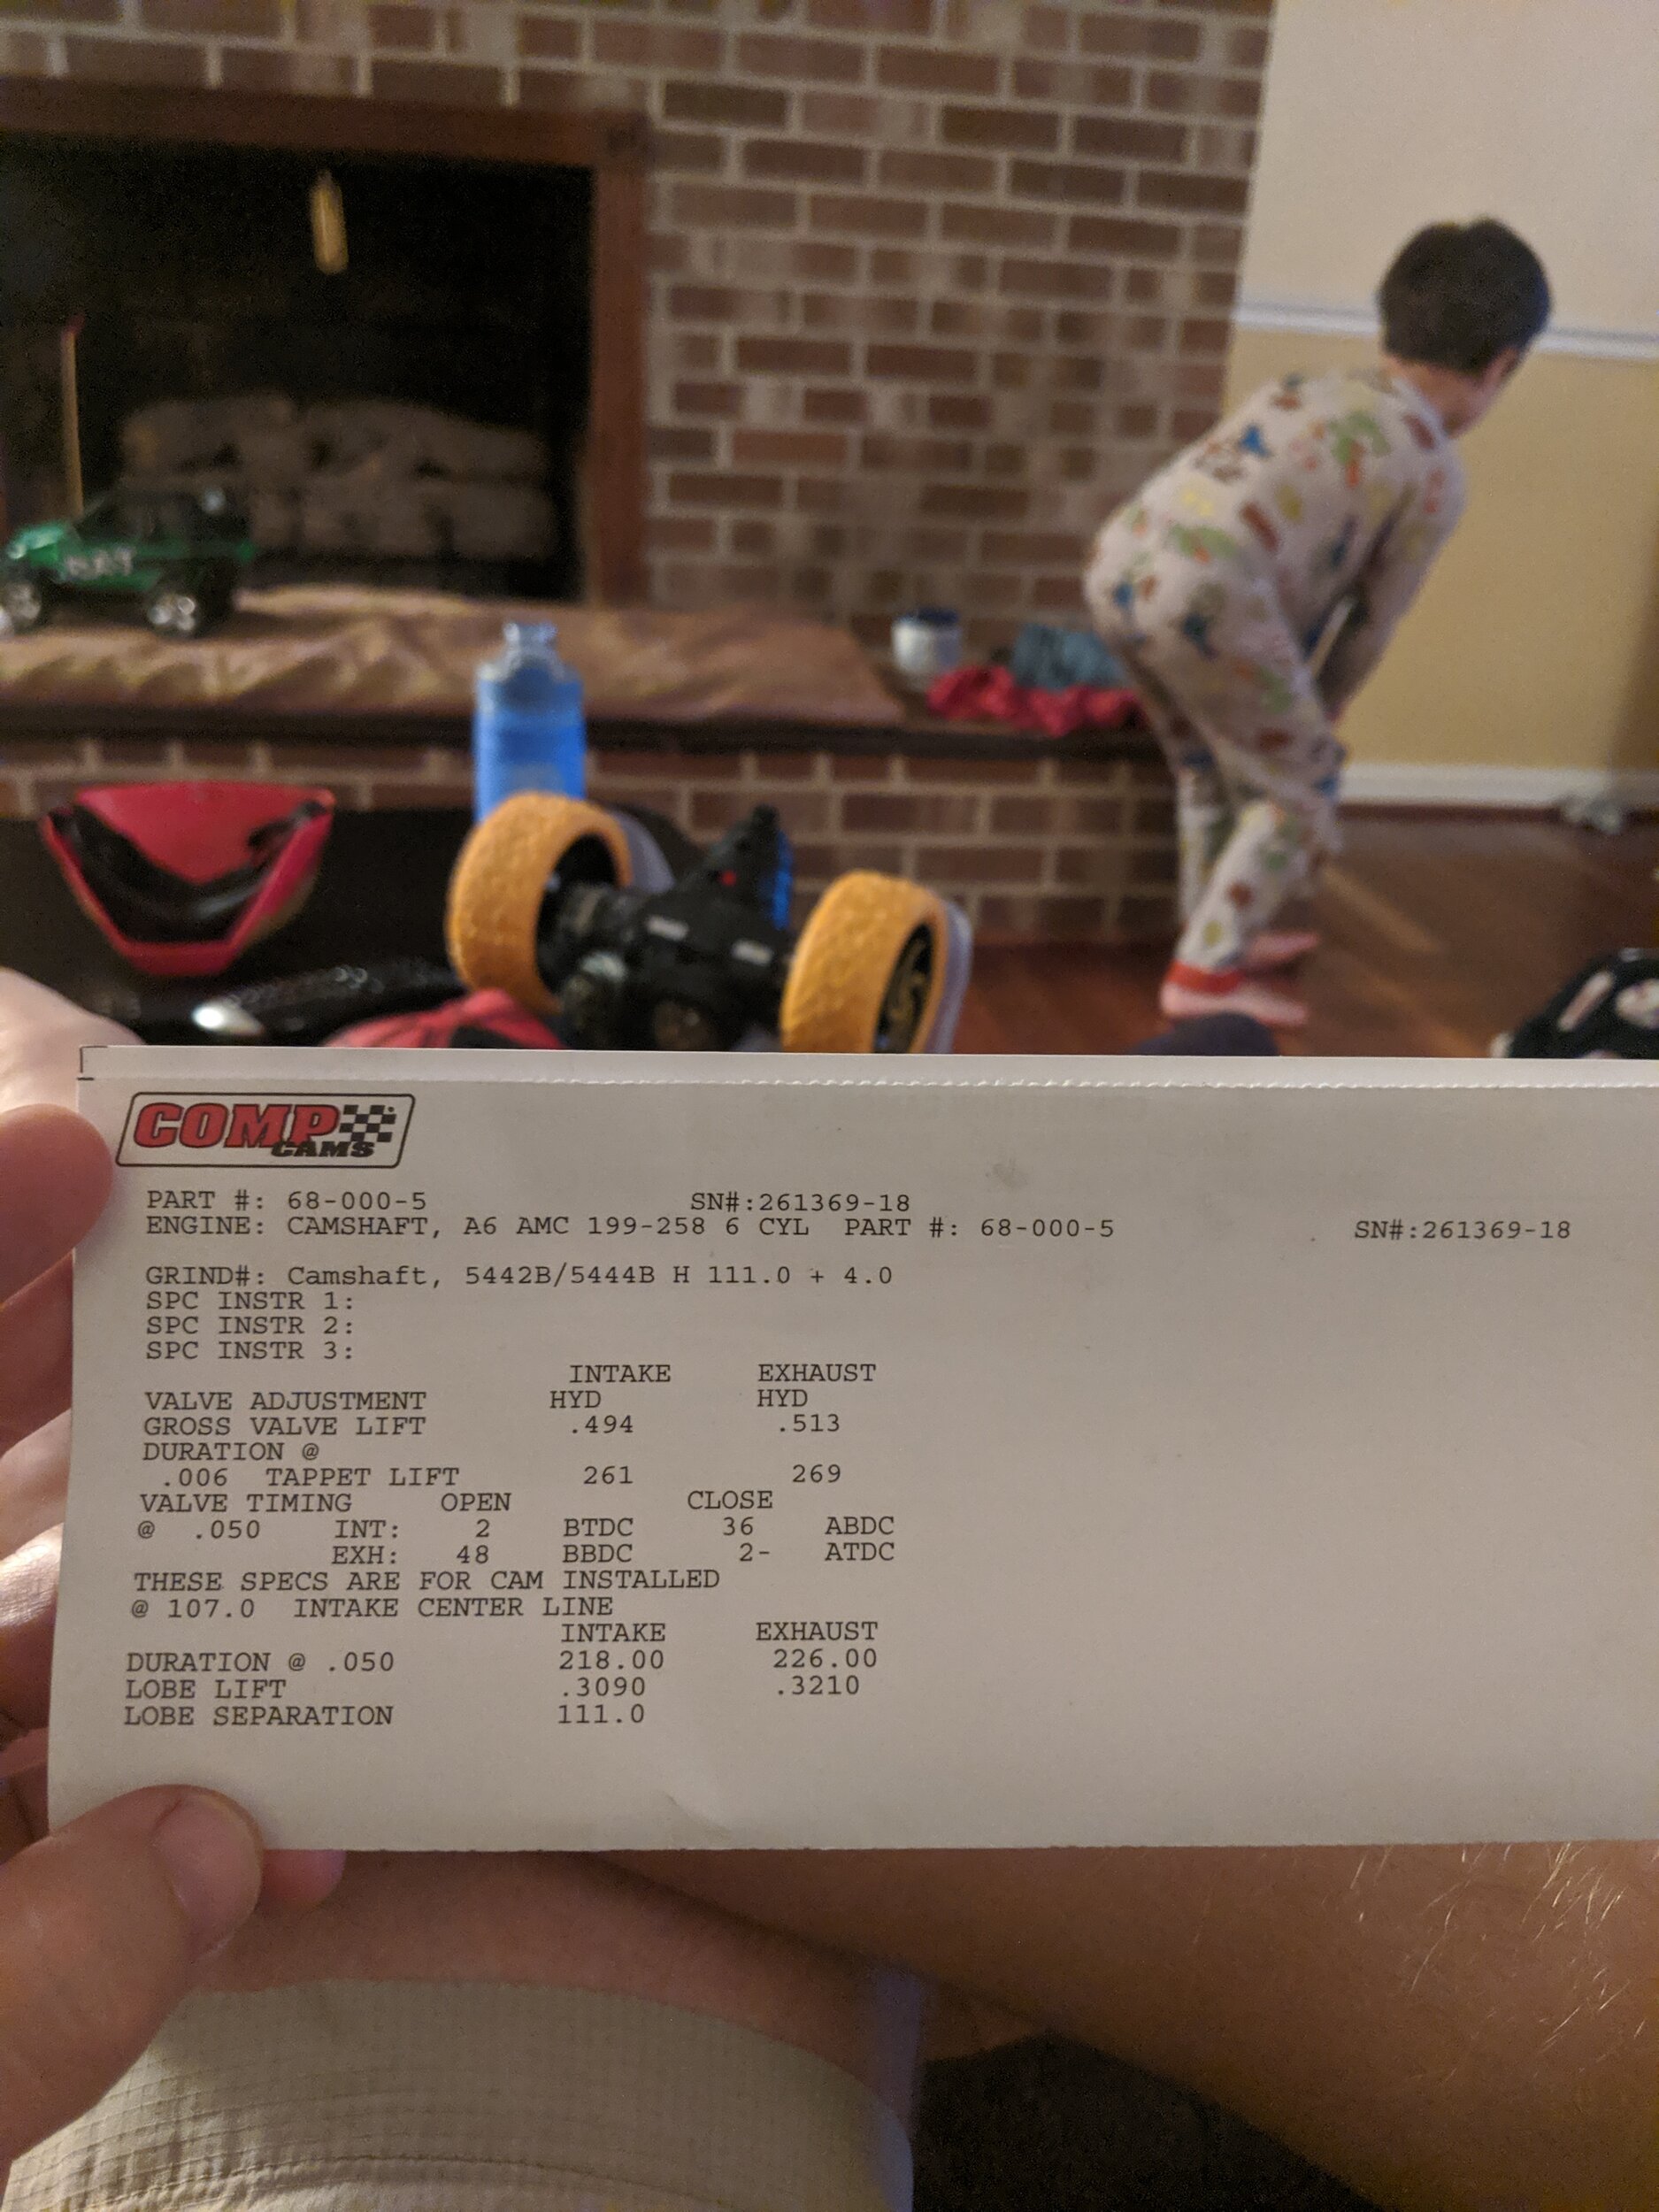 COMP
CAMS
PART #: 68-000-5 SN#:261369-18
ENGINE: CAMSHAFT, A6 AMC 199-258 6 CYL PART #: 68-000-5 SN#:261369-18
GRIND#: Camshaft, 5442B/5444B H 111.0 + 4.0
SPC INSTR 1:
SPC INSTR 2:
SPC INSTR 3:
INTAKE EXHAUST
VALVE ADJUSTMENT HYD HYD
GROSS VALVE LIFT .494 .513
DURATION @
.006 TAPPET LIFT 261 269
VALVE TIMING OPEN CLOSE
@ .050 INT: 2 BTDC 36 ABDC
EXH: 48 BBDC 2- ATDC
THESE SPECS ARE FOR CAM INSTALLED
@ 107.0 INTAKE CENTER LINE
INTAKE EXHAUST
DURATION @ .050 218.00 226.00
LOBE LIFT .3090 .3210
LOBE SEPARATION 111.0